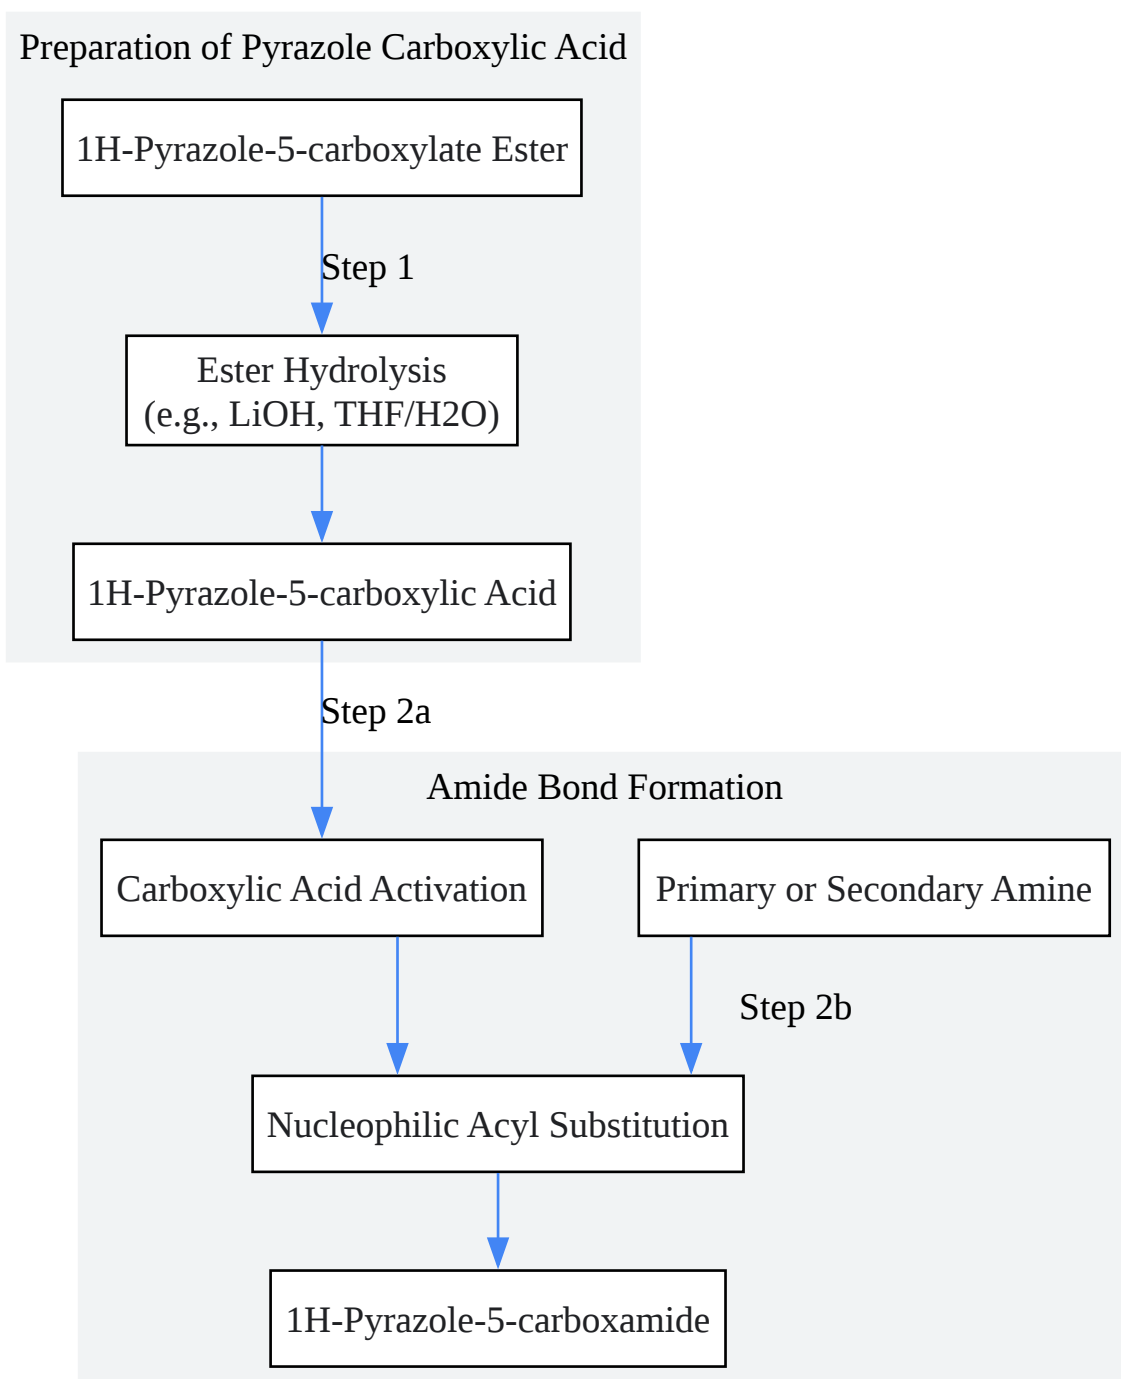 Preparation of Pyrazole Carboxylic Acid
1H-Pyrazole-5-carboxylate Ester
Step 1
Ester Hydrolysis
(e.g., LiOH, THF/H2O)
1H-Pyrazole-5-carboxylic Acid
Step 2a
Amide Bond Formation
Carboxylic Acid Activation
Primary or Secondary Amine
Step 2b
Nucleophilic Acyl Substitution
1H-Pyrazole-5-carboxamide